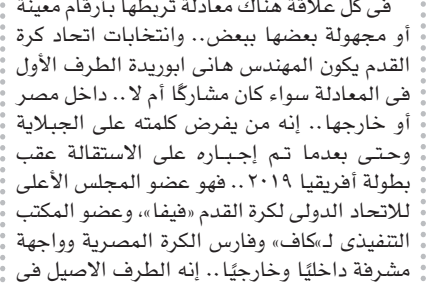 فى كل علاقة هناك معادلة تربطها بأرقام معينة
أو مجهولة بعضها ببعض.. وانتخابات اتحاد كرة
القدم يكون المهندس هانى ابوريدة الطرف الأول
فى المعادلة سواء كان مشاركًا أم لا.. داخل مصر
أو خارجها.. إنه من يفرض كلمته على الجبلاية
وحتى بعدما تم إجباره على الاستقالة عقب
بطولة أفريقيا ٢٠١٩.. فهو عضو المجلس الأعلى
للاتحاد الدولى لكرة القدم «فيفا»، وعضو المكتب
التنفيذى لـ»كاف» وفارس الكرة المصرية وواجهة
مشرفة داخليًا وخارجيًا.. إنه الطرف الاصيل فى